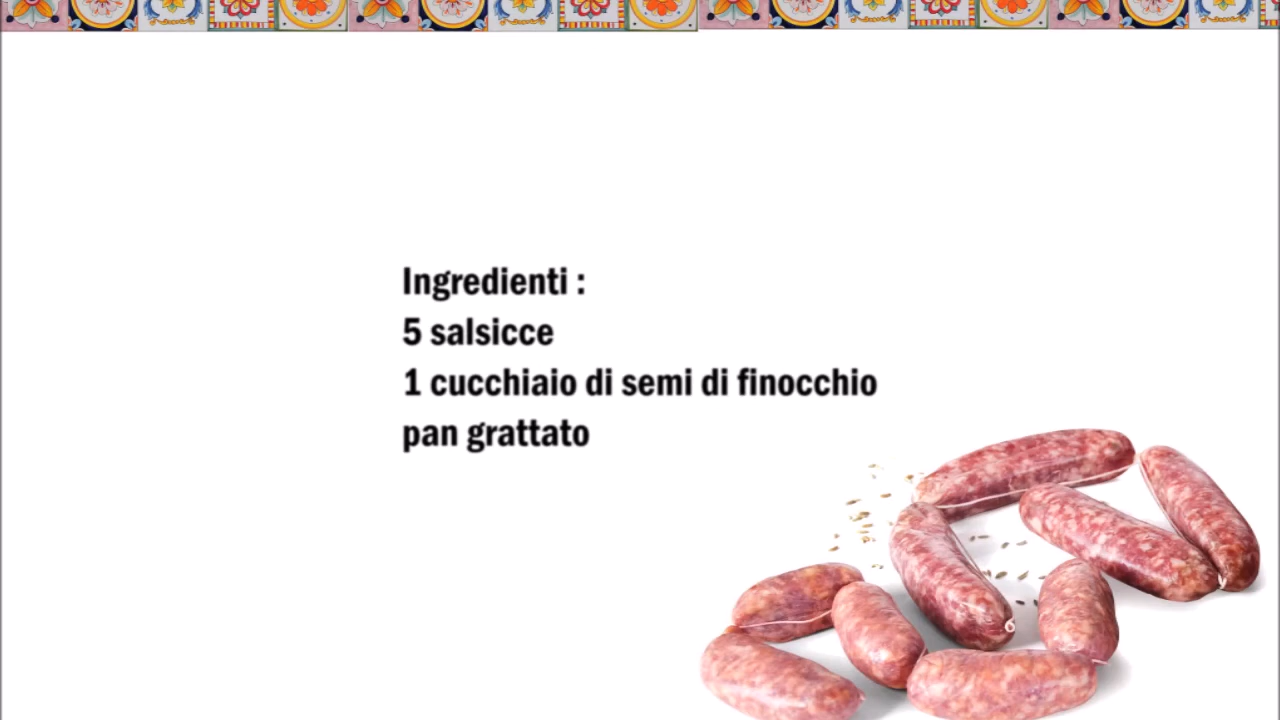 Ingredienti :
5 salsicce
1 cucchiaio di semi di finocchio
pan grattato